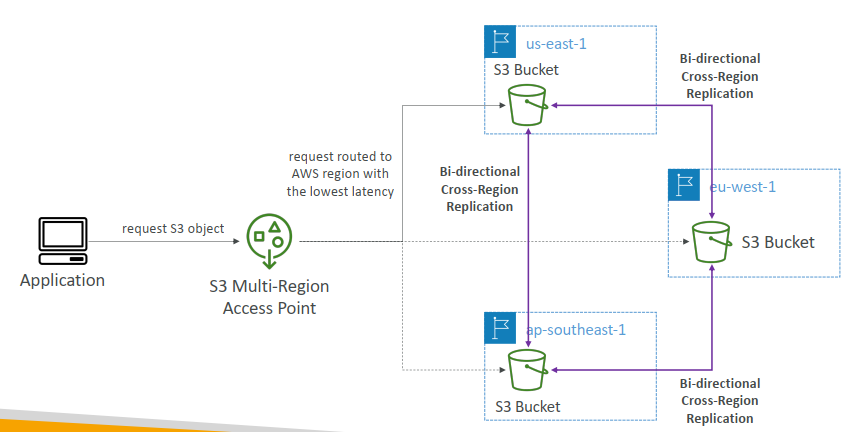 us-east-1
S3 Bucket
Bi-directional
Cross-Region
Replication
request routed to
AWS region with
the lowest latency
Bi-directional
Cross-Region
Replication
eu-west-1
S3 Bucket
request S3 object
Application
S3 Multi-Region
Access Point
ap-southeast-1
S3 Bucket
Bi-directional
Cross-Region
Replication